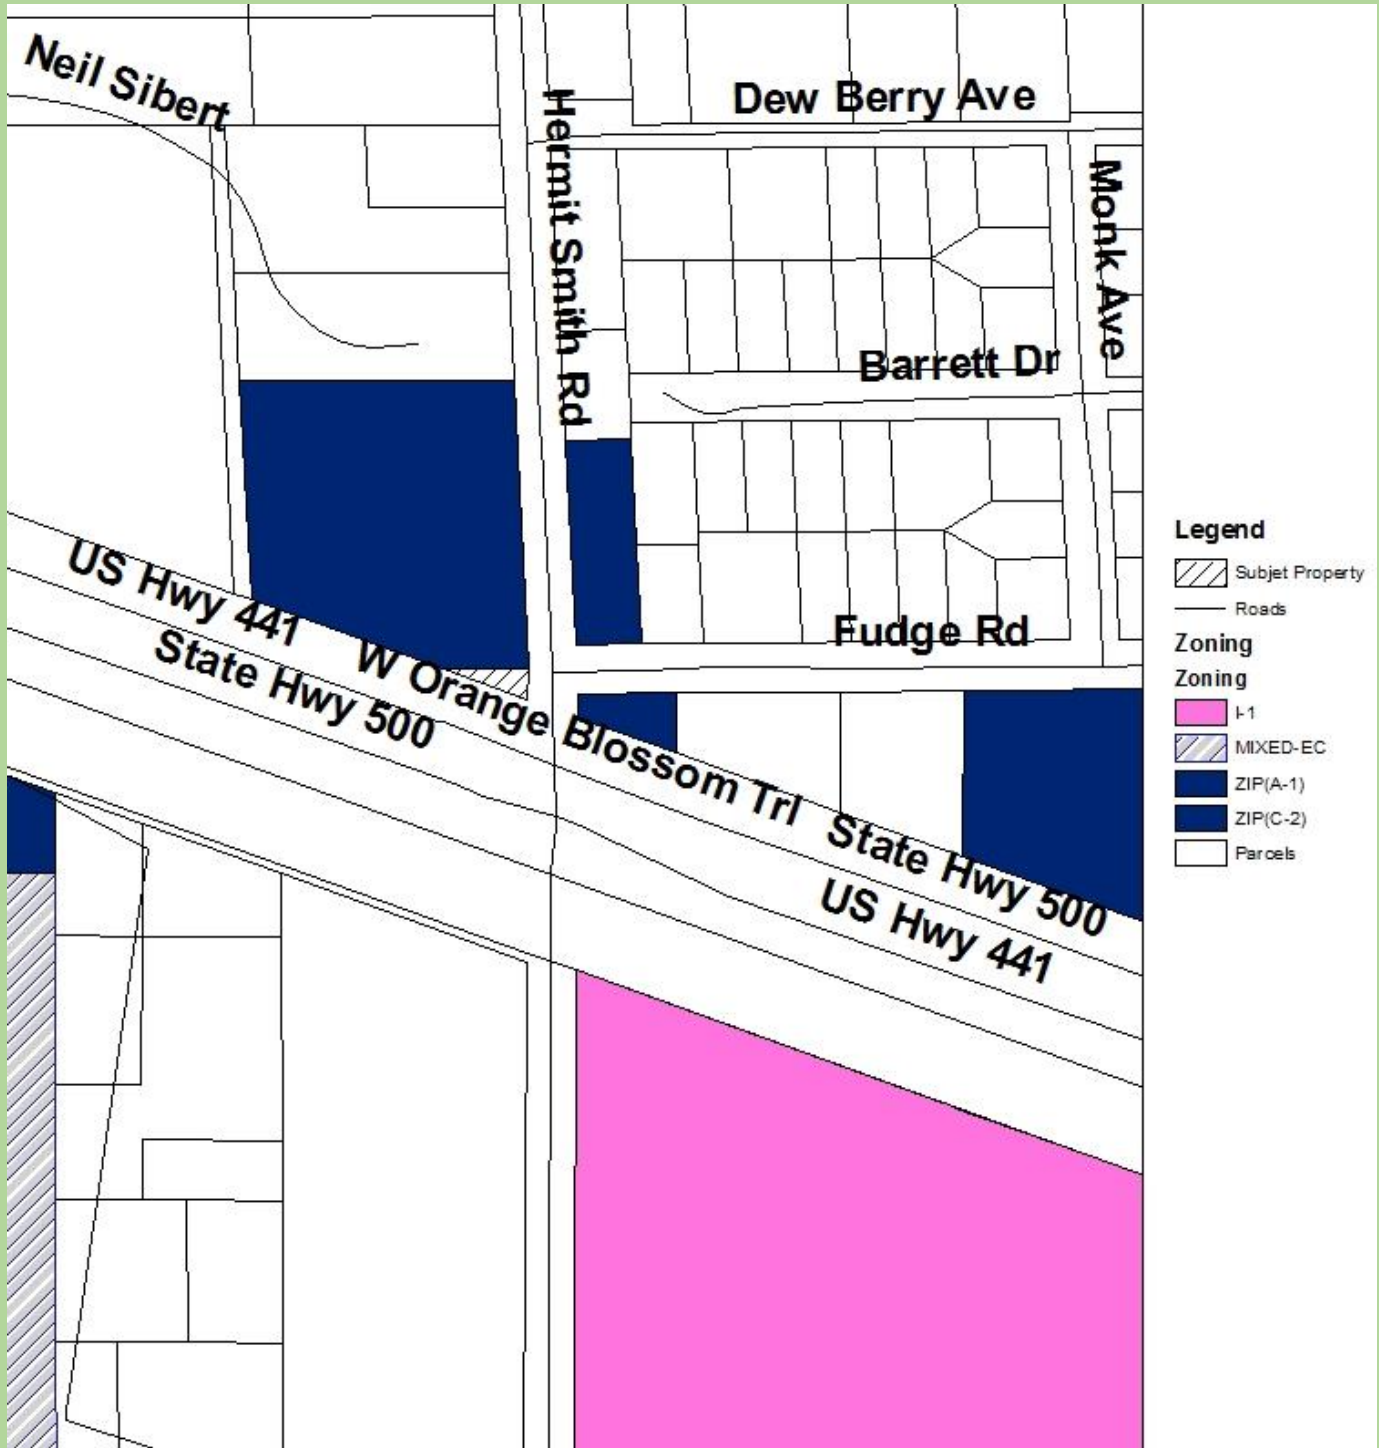 Neil Sibert
Dew Berry Ave
Hermit Smith Rd
Monk Ave
Barrett Dr
US Hwy 441
State Hwy 500
W Orange Blossom Trl
Fudge Rd
State Hwy 500
US Hwy 441
Legend
Subjet Property
Roads
Zoning
Zoning
I-1
MIXED-EC
ZIP(A-1)
ZIP(C-2)
Parcels